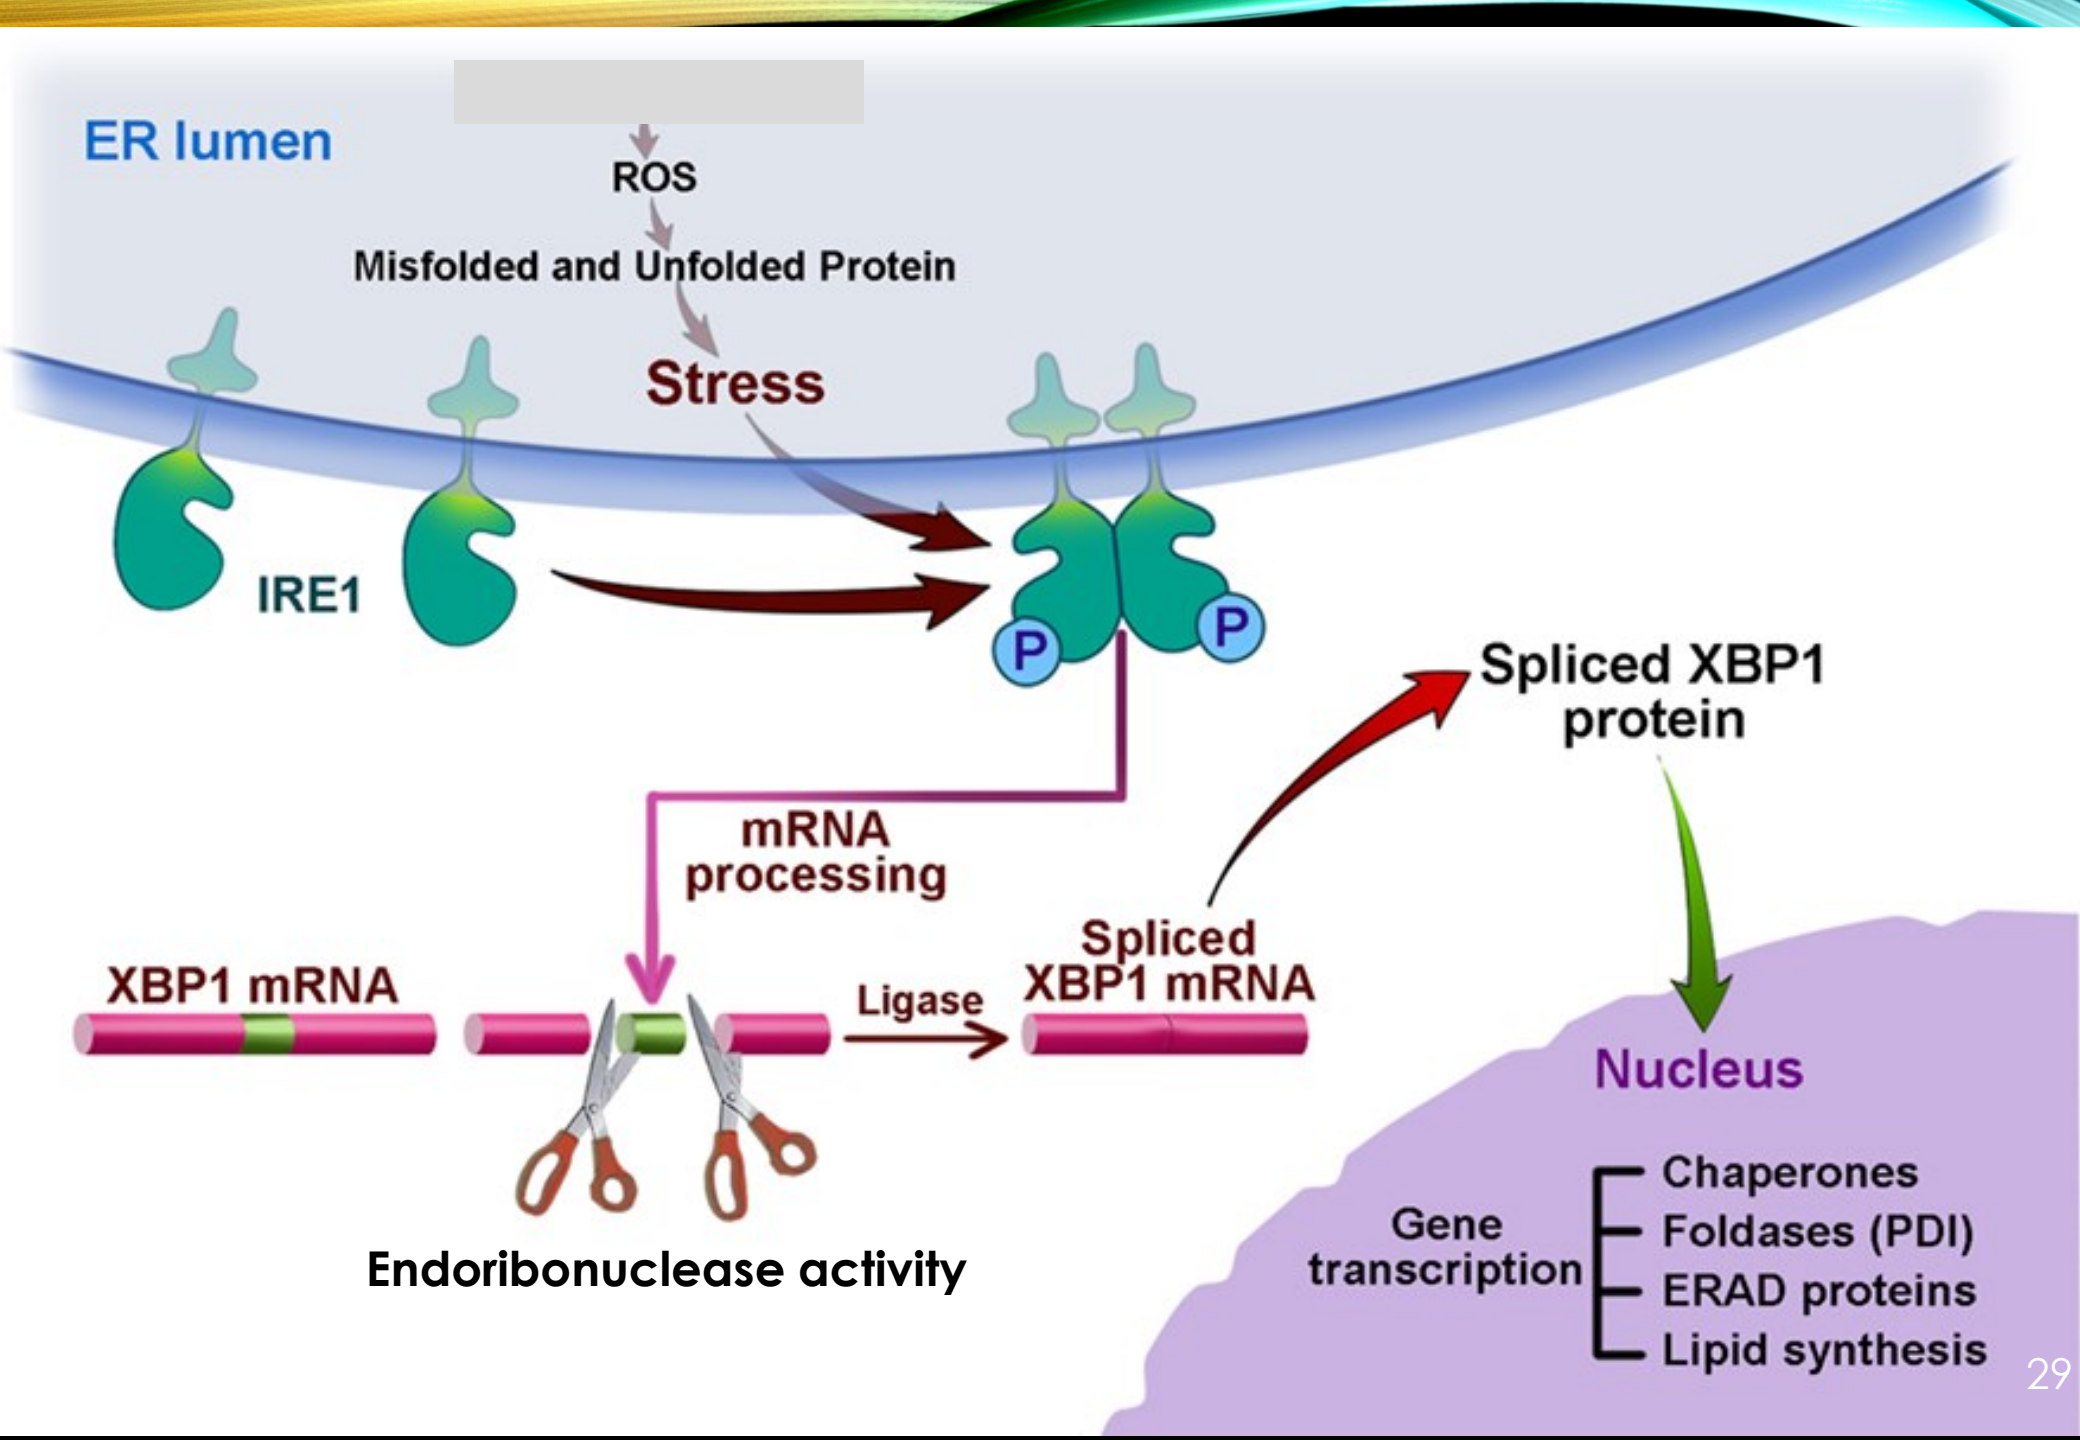 ER lumen
ROS
Misfolded and Unfolded Protein
Stress
IRE1
P
P
Spliced XBP1
protein
mRNA
processing
XBP1 mRNA
Ligase
Spliced
XBP1 mRNA
Endoribonuclease activity
Nucleus
Gene
transcription
Chaperones
Foldases (PDI)
ERAD proteins
Lipid synthesis
29